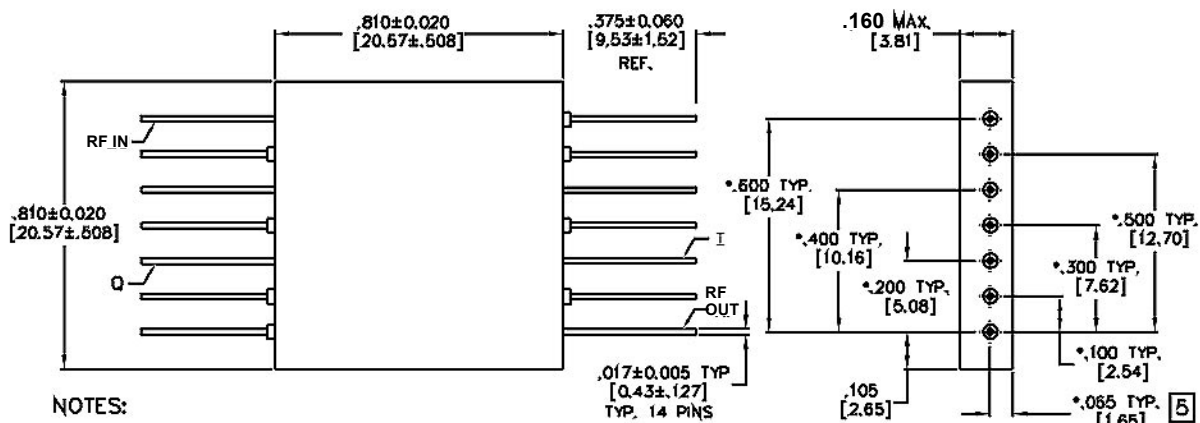 .810±0.020
[20.57±.508]
.375±0.060
[9.53±1.52]
REF.
.160 MAX.
[3.81]
RF IN
.810±0.020
[20.57±.508]
Q
I
RF
OUT
.017±0.005 TYP
[0.43±.127]
TYP. 14 PINS
*.600 TYP.
[15.24]
*.400 TYP.
[10.16]
*.200 TYP.
[5.08]
.105
[2.65]
*.500 TYP.
[12.70]
*.300 TYP.
[7.62]
*.100 TYP.
[2.54]
*.065 TYP.
[1.65]
5
NOTES: